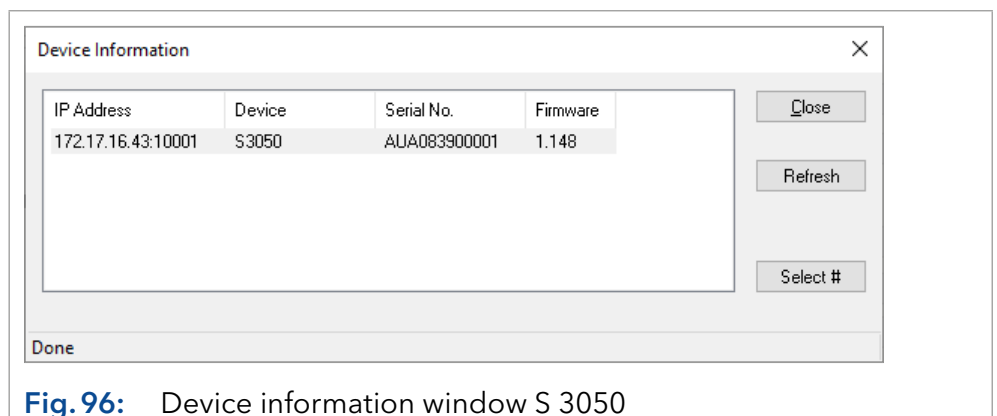 Device Information
IP Address Device Serial No. Firmware
172.17.16.43:10001 S3050 AUA083900001 1.148
Close
Refresh
Select #
Done
Fig. 96: Device information window S 3050